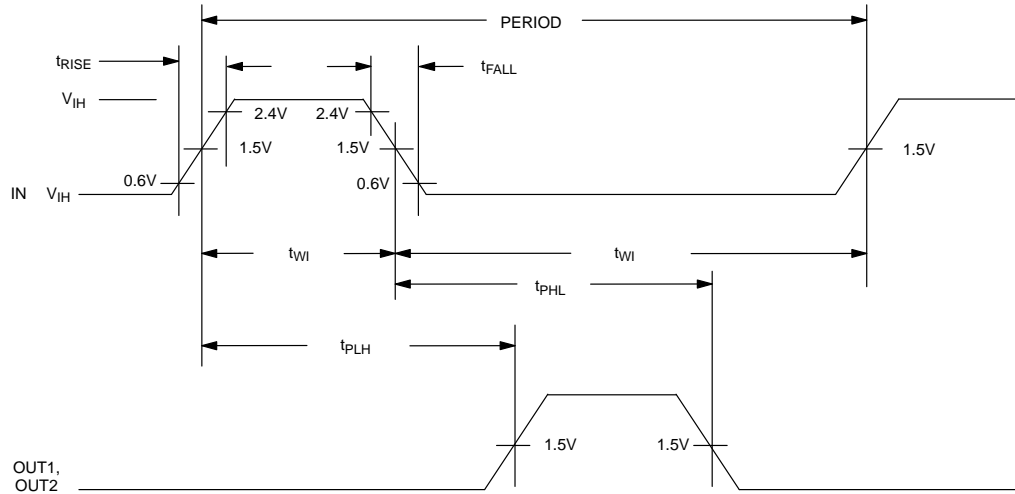 PERIOD
tRISE
tFALL
VIH
2.4V 2.4V
1.5V 1.5V 1.5V
0.6V 0.6V
IN VIH
tWI tWI
tPHL
tPLH
1.5V 1.5V
OUT1,
OUT2